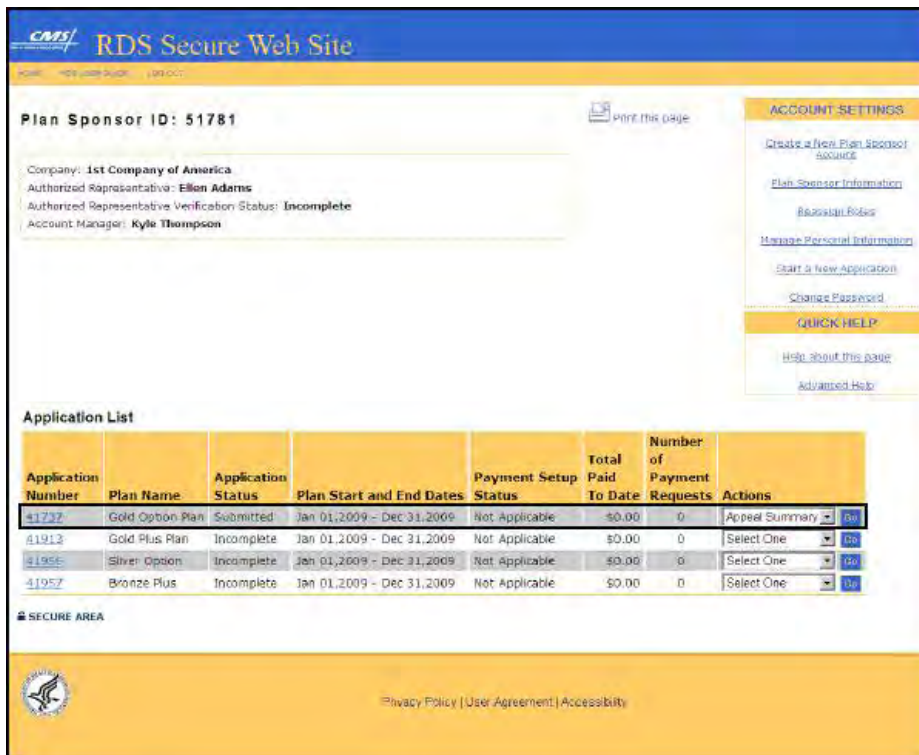 CMS/ RDS Secure Web Site
HOME RDS USER GUIDE LOG OUT
Plan Sponsor ID: 51781
Print this page
Company: 1st Company of America
Authorized Representative: Ellen Adams
Authorized Representative Verification Status: Incomplete
Account Manager: Kyle Thompson
ACCOUNT SETTINGS
Create a New Plan Sponsor
Account
Plan Sponsor Information
Reassign Roles
Manage Personal Information
Start a New Application
Change Password
QUICK HELP
Help about this page
Advanced Help
Application List
Application Number Plan Name Application Status Plan Start and End Dates Payment Setup Status Total Paid To Date Number of Payment Requests Actions
41737 Gold Option Plan Submitted Jan 01,2009 - Dec 31,2009 Not Applicable $0.00 0 Appeal Summary Go
41913 Gold Plus Plan Incomplete Jan 01,2009 - Dec 31,2009 Not Applicable $0.00 0 Select One Go
41956 Silver Option Incomplete Jan 01,2009 - Dec 31,2009 Not Applicable $0.00 0 Select One Go
41957 Bronze Plus Incomplete Jan 01,2009 - Dec 31,2009 Not Applicable $0.00 0 Select One Go
SECURE AREA
Privacy Policy | User Agreement | Accessibility